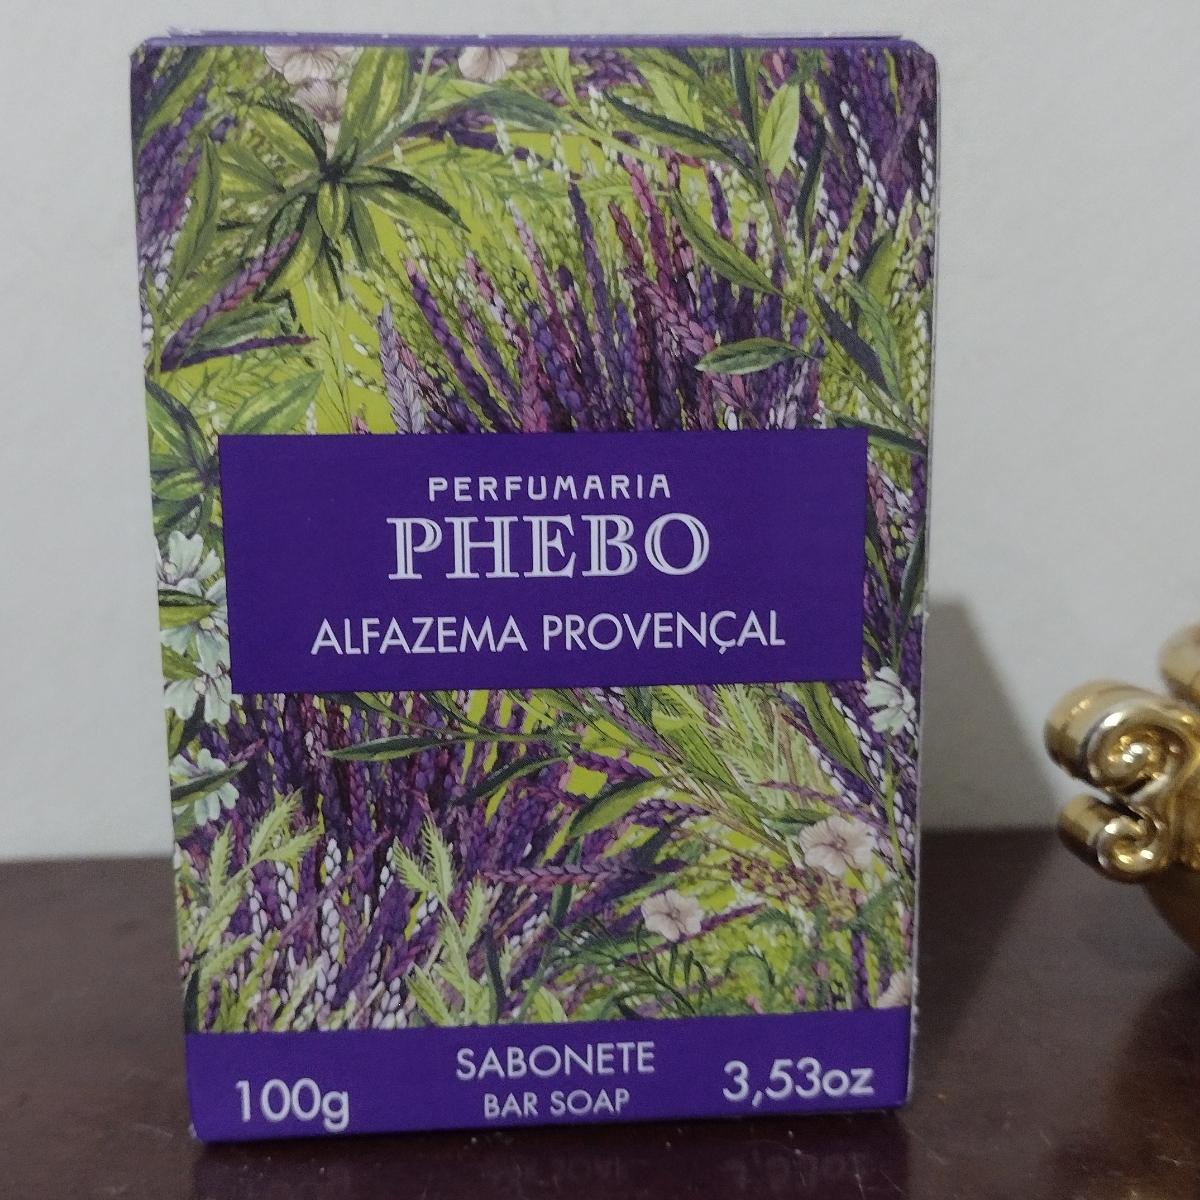 PERFUMARIA
PHEBO
ALFAZEMA PROVENÇAL
SABONETE
BAR SOAP
100g
3,53oz